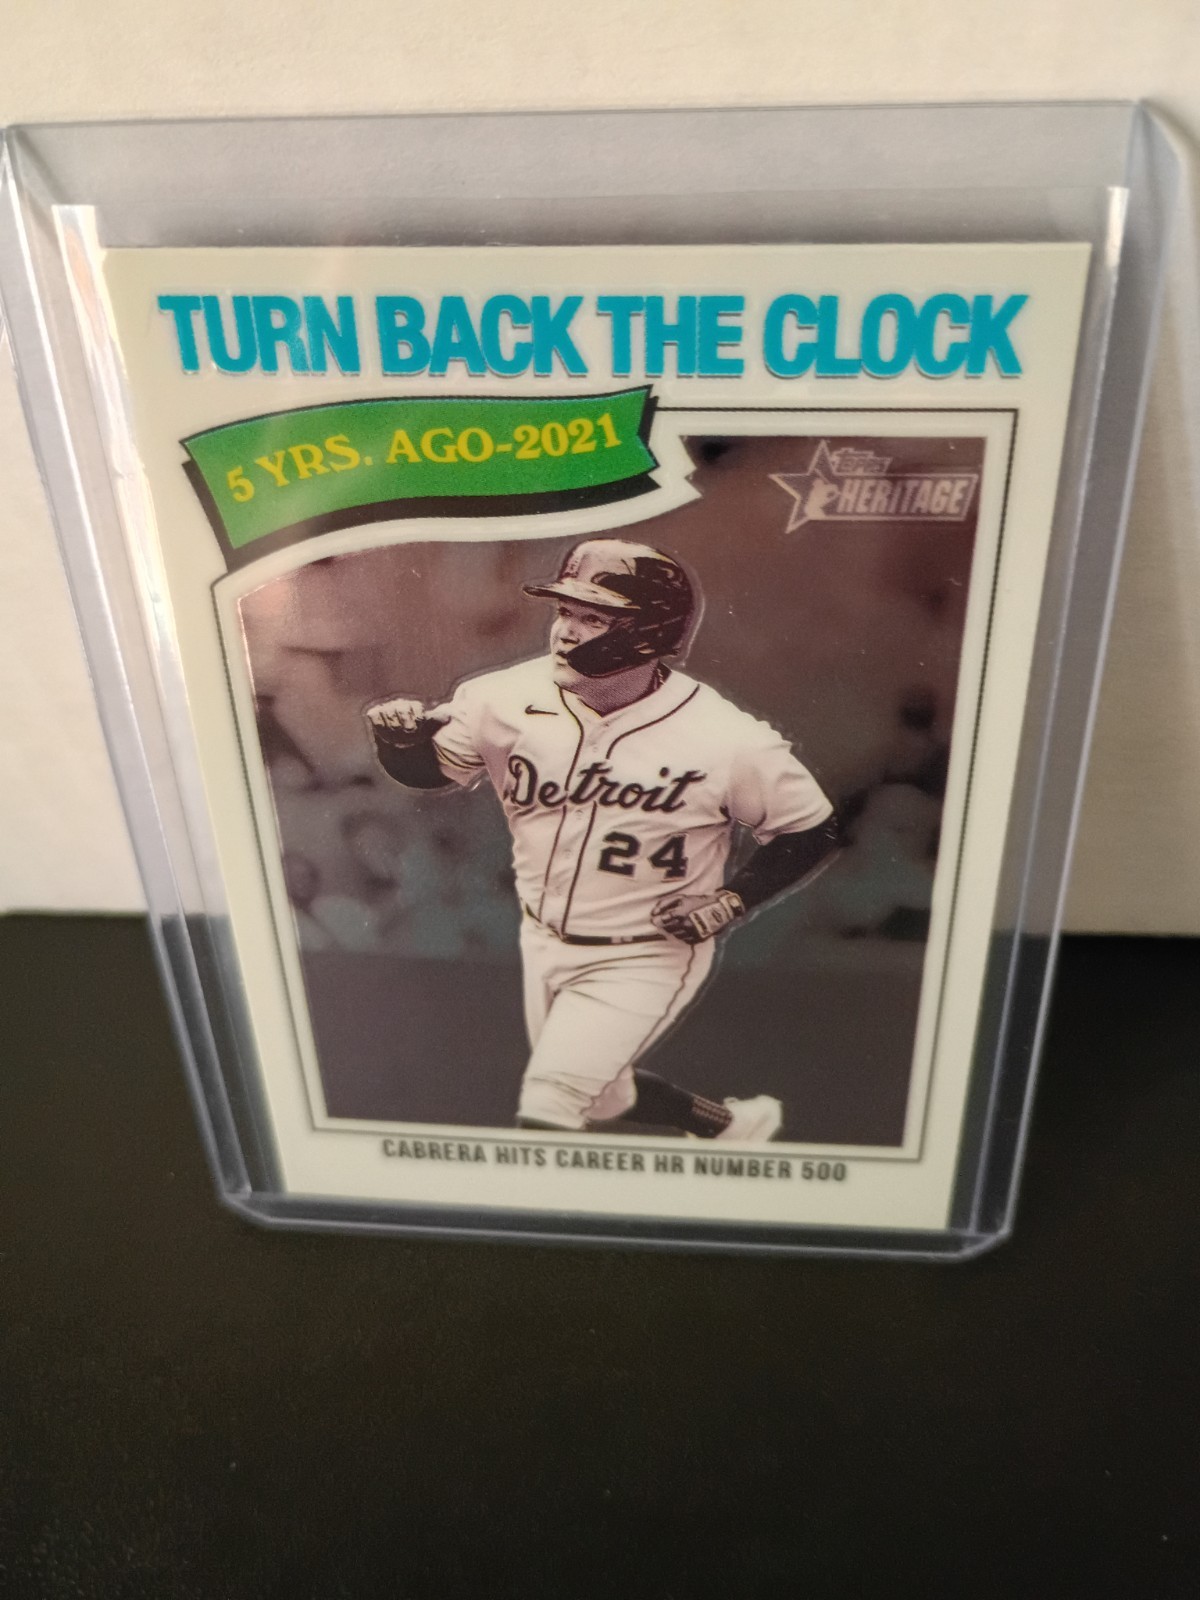 TURN BACK THE CLOCK
5 YRS. AGO-2021
Topps
HERITAGE
Detroit
24
CABRERA HITS CAREER HR NUMBER 500